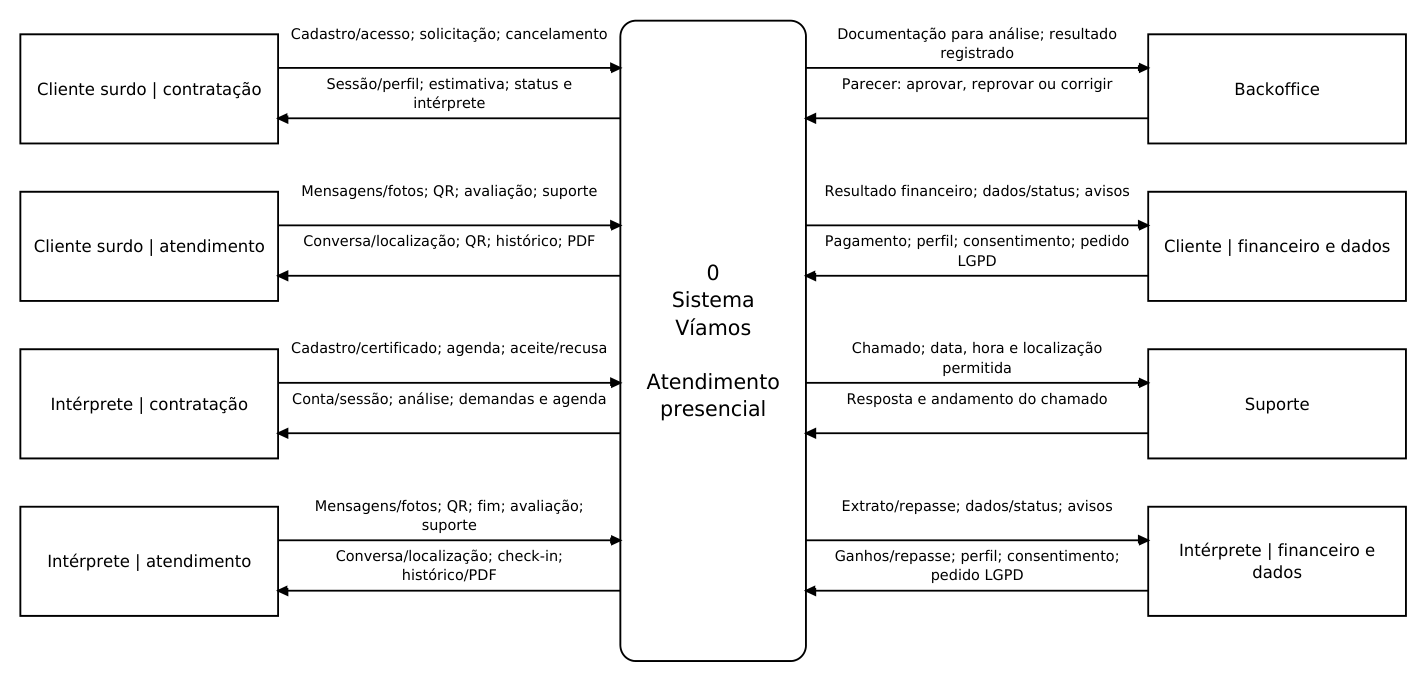 Cadastro/acesso; solicitação; cancelamento
Cliente surdo | contratação
Sessão/perfil; estimativa; status e
intérprete
Mensagens/fotos; QR; avaliação; suporte
Cliente surdo | atendimento
Conversa/localização; QR; histórico; PDF
Cadastro/certificado; agenda; aceite/recusa
Intérprete | contratação
Conta/sessão; análise; demandas e agenda
Mensagens/fotos; QR; fim; avaliação;
suporte
Intérprete | atendimento
Conversa/localização; check-in;
histórico/PDF
0
Sistema
Víamos
Atendimento
presencial
Documentação para análise; resultado
registrado
Backoffice
Parecer: aprovar, reprovar ou corrigir
Resultado financeiro; dados/status; avisos
Cliente | financeiro e dados
Pagamento; perfil; consentimento; pedido
LGPD
Chamado; data, hora e localização
permitida
Suporte
Resposta e andamento do chamado
Extrato/repasse; dados/status; avisos
Intérprete | financeiro e
dados
Ganhos/repasse; perfil; consentimento;
pedido LGPD